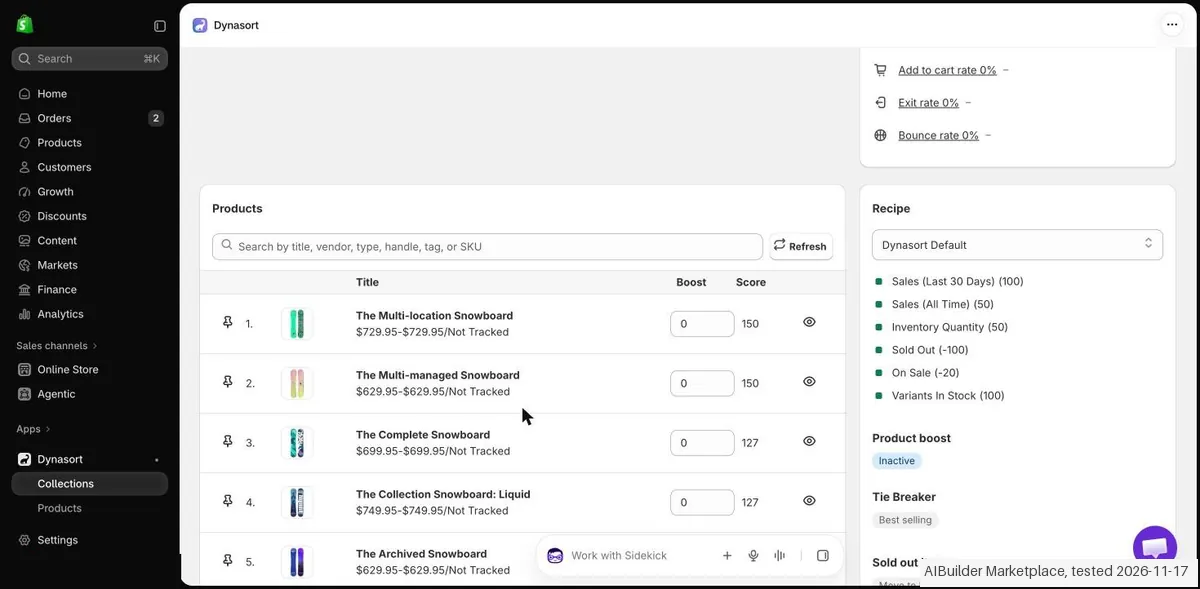 Search ⌘K
Home
Orders 2
Products
Customers
Growth
Discounts
Content
Markets
Finance
Analytics
Sales channels >
Online Store
Agentic
Apps >
Dynasort
Collections
Products
Settings
Dynasort
Add to cart rate 0% –
Exit rate 0% –
Bounce rate 0% –
Products
Search by title, vendor, type, handle, tag, or SKU
Refresh
Title Boost Score
1. The Multi-location Snowboard 0 150
$729.95-$729.95/Not Tracked
2. The Multi-managed Snowboard 0 150
$629.95-$629.95/Not Tracked
3. The Complete Snowboard 0 127
$699.95-$699.95/Not Tracked
4. The Collection Snowboard: Liquid 0 127
$749.95-$749.95/Not Tracked
5. The Archived Snowboard
$629.95-$629.95/Not Tracked
Work with Sidekick
Recipe
Dynasort Default
Sales (Last 30 Days) (100)
Sales (All Time) (50)
Inventory Quantity (50)
Sold Out (-100)
On Sale (-20)
Variants In Stock (100)
Product boost
Inactive
Tie Breaker
Best selling
Sold out
AIBuilder Marketplace, tested 2026-11-17